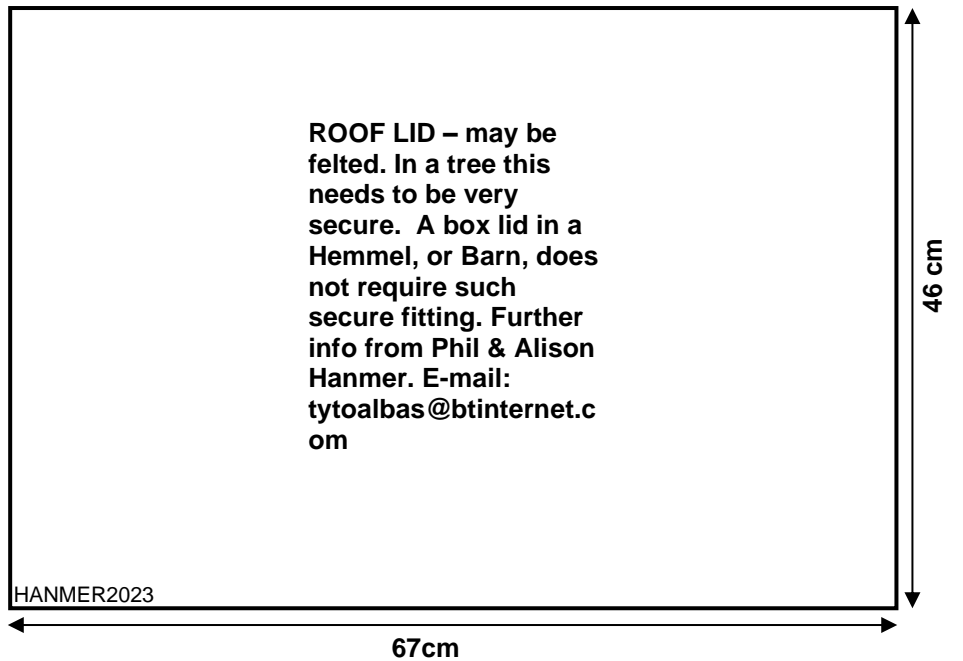 ROOF LID – may be
felted. In a tree this
needs to be very
secure.  A box lid in a
Hemmel, or Barn, does
not require such
secure fitting. Further
info from Phil & Alison
Hanmer. E-mail:
tytoalbas@btinternet.c
om
46 cm
HANMER2023
67cm